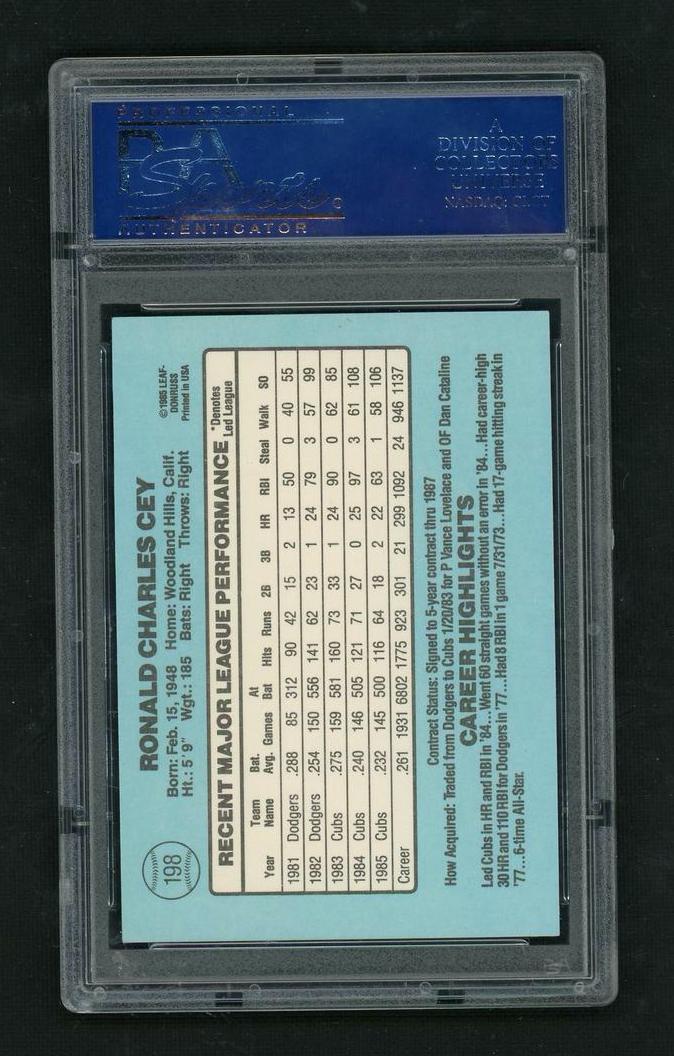 PROFESSIONAL
PSA
Sports
AUTHENTICATOR
A
DIVISION OF
COLLECTORS
UNIVERSE
NASDAQ: CLCT
198
RONALD CHARLES CEY
©1985 LEAF-
DONRUSS
Printed in USA
Born: Feb. 15, 1948 Home: Woodland Hills, Calif.
Ht.: 5' 9" Wgt.: 185 Bats: Right Throws: Right
RECENT MAJOR LEAGUE PERFORMANCE
*Denotes
Led League
Year Team Name Bat. Avg. Games At Bat Hits Runs 2B 3B HR RBI Steal Walk SO
1981 Dodgers .288 85 312 90 42 15 2 13 50 0 40 55
1982 Dodgers .254 150 556 141 62 23 1 24 79 3 57 99
1983 Cubs .275 159 581 160 73 33 1 24 90 0 62 85
1984 Cubs .240 146 505 121 71 27 0 25 97 3 61 108
1985 Cubs .232 145 500 116 64 18 2 22 63 1 58 106
Career .261 1931 6802 1775 923 301 21 299 1092 24 946 1137
Contract Status: Signed to 5-year contract thru 1987
How Acquired: Traded from Dodgers to Cubs 1/20/83 for P Vance Lovelace and OF Dan Cataline
CAREER HIGHLIGHTS
Led Cubs in HR and RBI in '84...Went 60 straight games without an error in '84...Had career-high
30 HR and 110 RBI for Dodgers in '77...Had 8 RBI in 1 game 7/31/73...Had 17-game hitting streak in
'77...6-time All-Star.